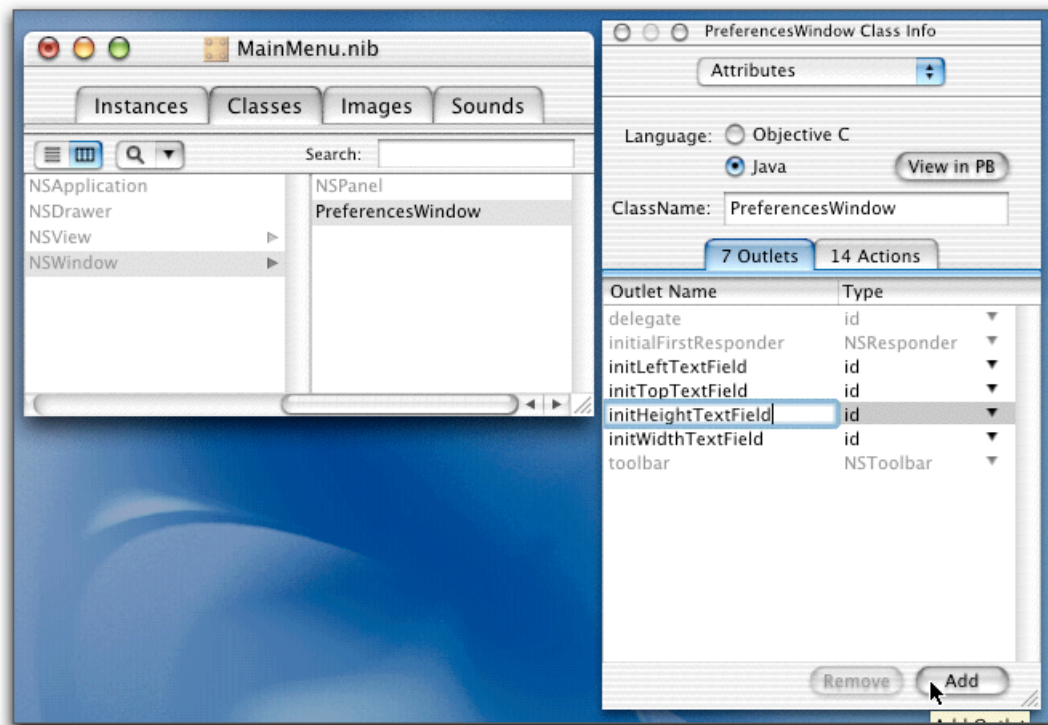 MainMenu.nib
Instances Classes Images Sounds
Search:
NSApplication NSPanel
NSDrawer PreferencesWindow
NSView
NSWindow
PreferencesWindow Class Info
Attributes
Language: Objective C
Java View in PB
ClassName: PreferencesWindow
7 Outlets 14 Actions
Outlet Name Type
delegate id
initialFirstResponder NSResponder
initLeftTextField id
initTopTextField id
initHeightTextField id
initWidthTextField id
toolbar NSToolbar
Remove Add